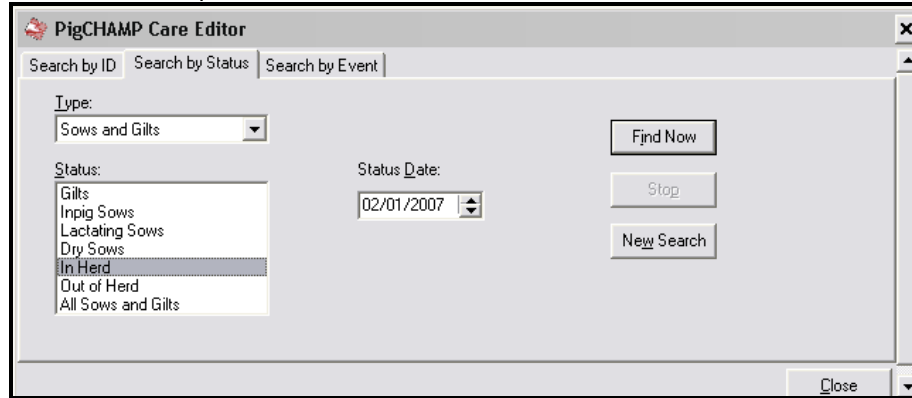 PigCHAMP Care Editor
Search by ID Search by Status Search by Event
Type:
Sows and Gilts
Find Now
Status:
Status Date:
Gilts
Inpig Sows
Lactating Sows
Dry Sows
In Herd
Out of Herd
All Sows and Gilts
02/01/2007
Stop
New Search
Close